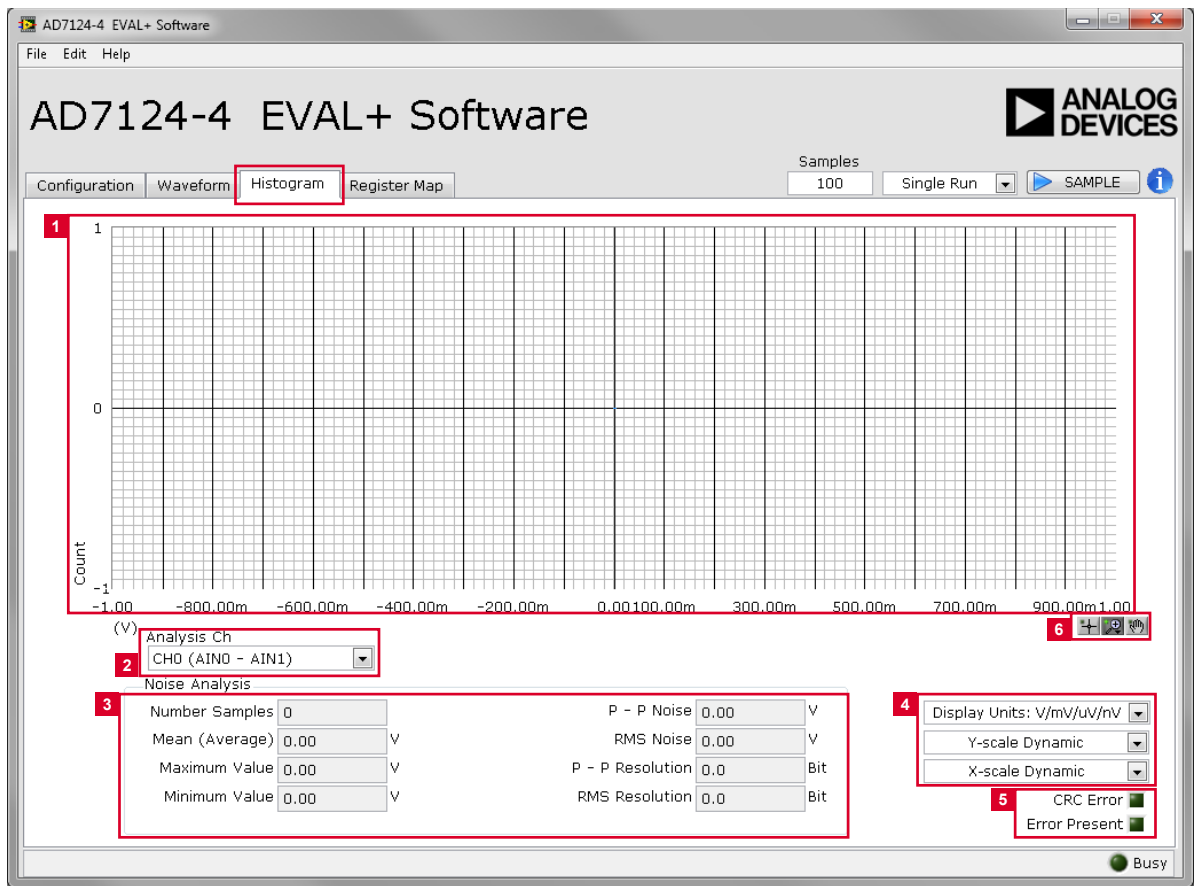 AD7124-4 EVAL+ Software
File Edit Help
AD7124-4 EVAL+ Software
ANALOG
DEVICES
Samples
Configuration Waveform Histogram Register Map 100 Single Run SAMPLE i
1
1
0
-1
Count
-1.00 -800.00m -600.00m -400.00m -200.00m 0.00 100.00m 300.00m 500.00m 700.00m 900.00m 1.00
(V)
6
Analysis Ch
2 CH0 (AIN0 - AIN1)
Noise Analysis
3
Number Samples 0 P - P Noise 0.00 V
Mean (Average) 0.00 V RMS Noise 0.00 V
Maximum Value 0.00 V P - P Resolution 0.0 Bit
Minimum Value 0.00 V RMS Resolution 0.0 Bit
4 Display Units: V/mV/uV/nV
Y-scale Dynamic
X-scale Dynamic
5 CRC Error
Error Present
Busy